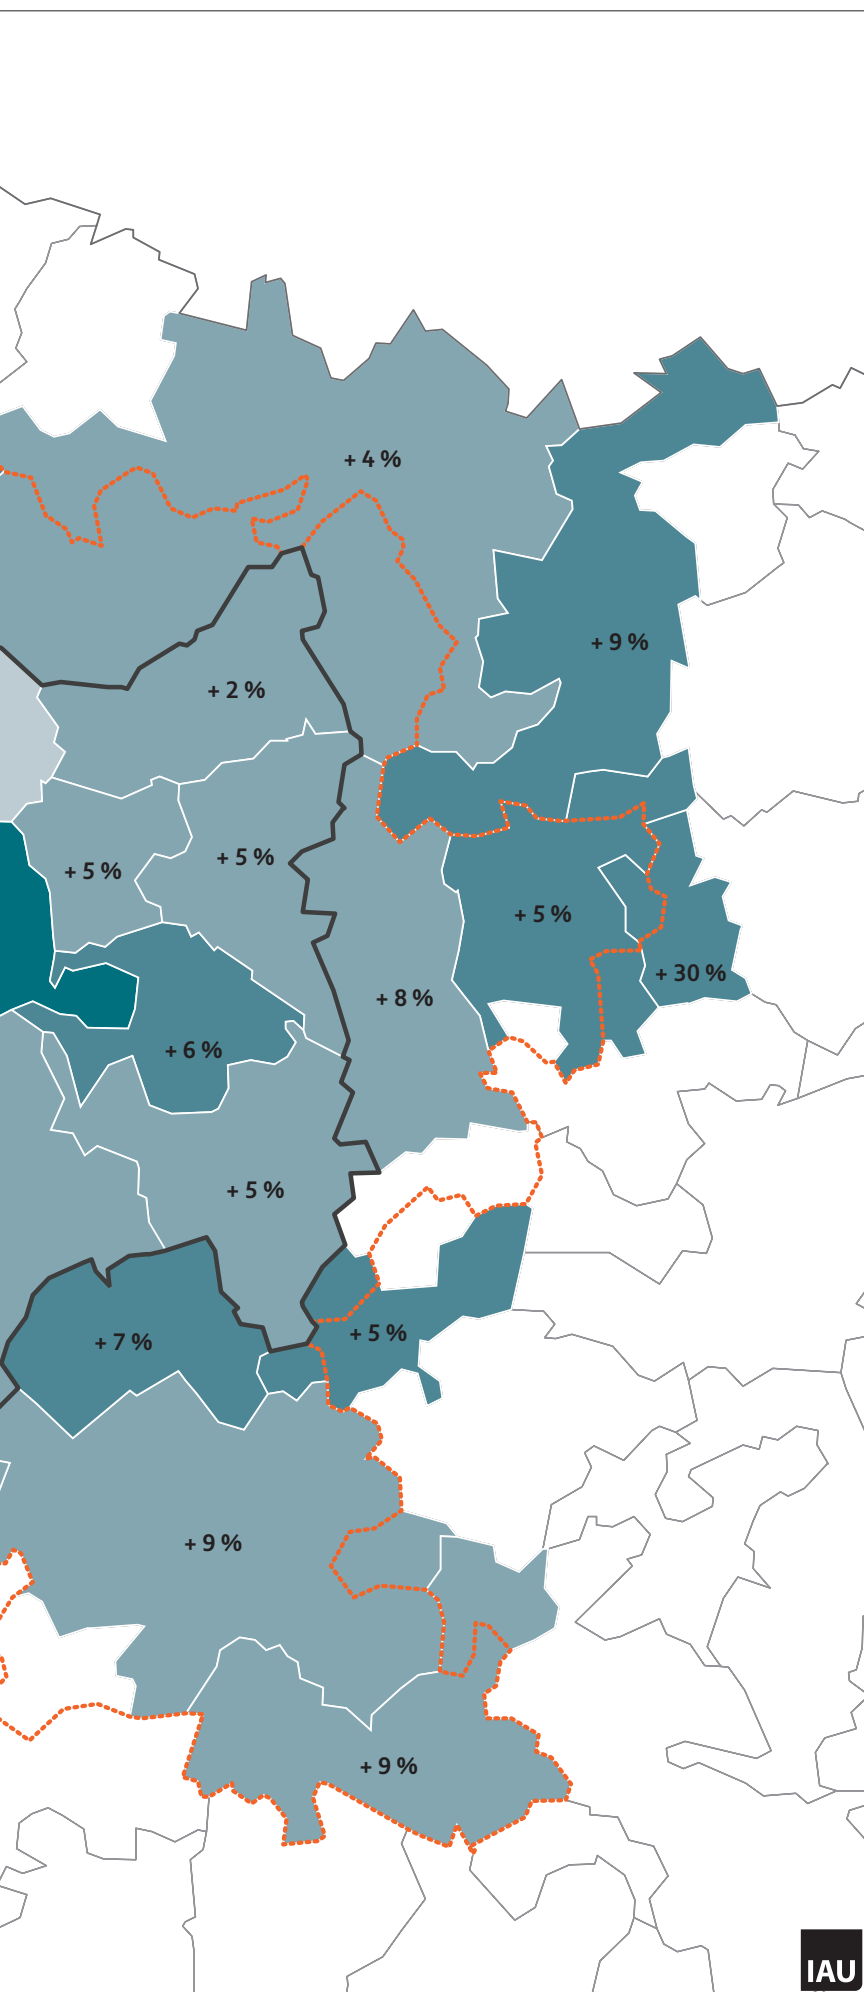 + 4 %
+ 9 %
+ 2 %
+ 5 %
+ 5 %
+ 5 %
+ 30 %
+ 8 %
+ 6 %
+ 5 %
+ 5 %
+ 7 %
+ 9 %
+ 9 %
IAU